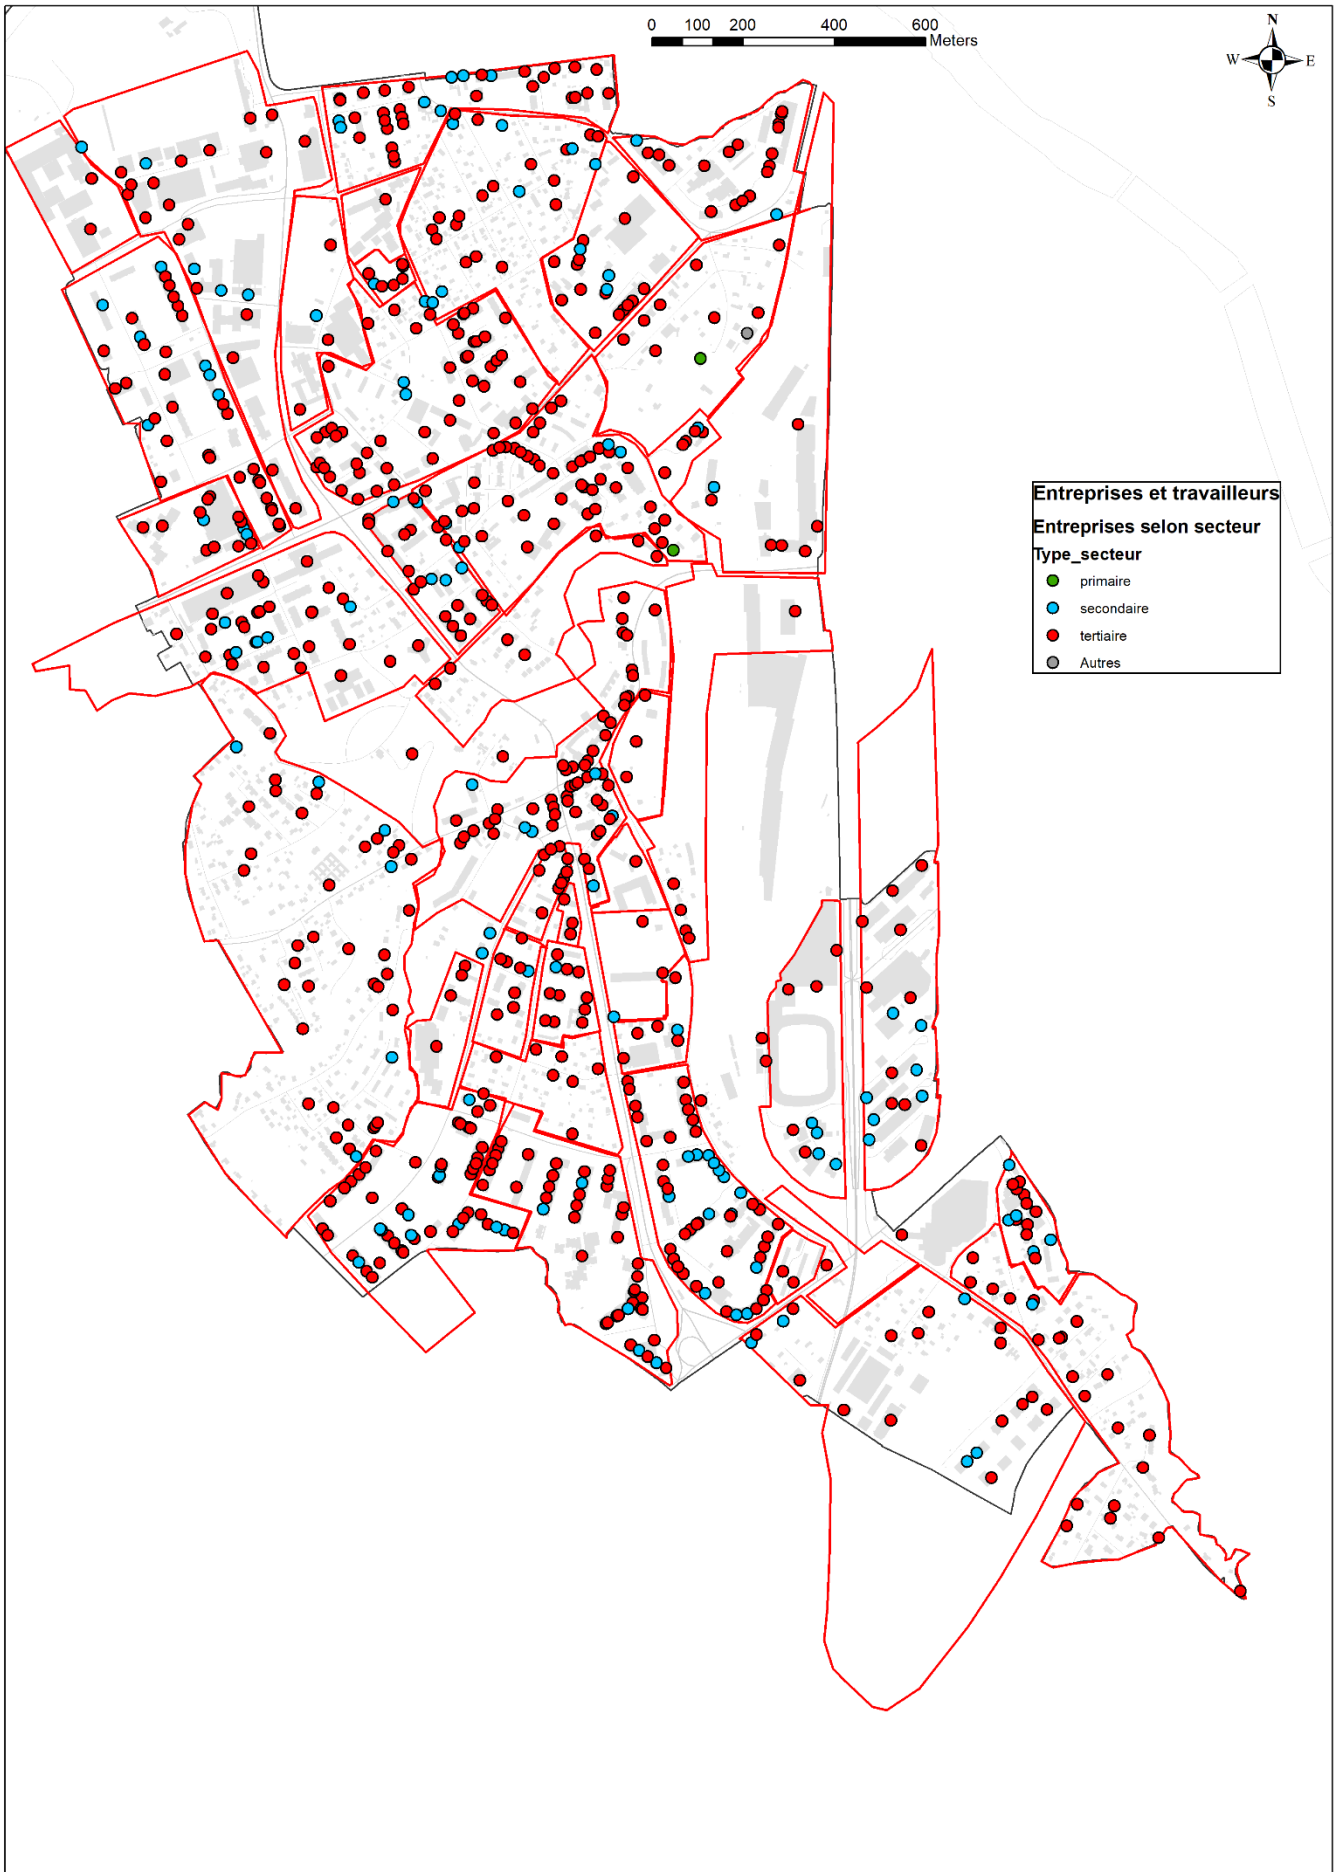 0 100 200 400 600
Meters
N
W E
S
Entreprises et travailleurs
Entreprises selon secteur
Type_secteur
primaire
secondaire
tertiaire
Autres